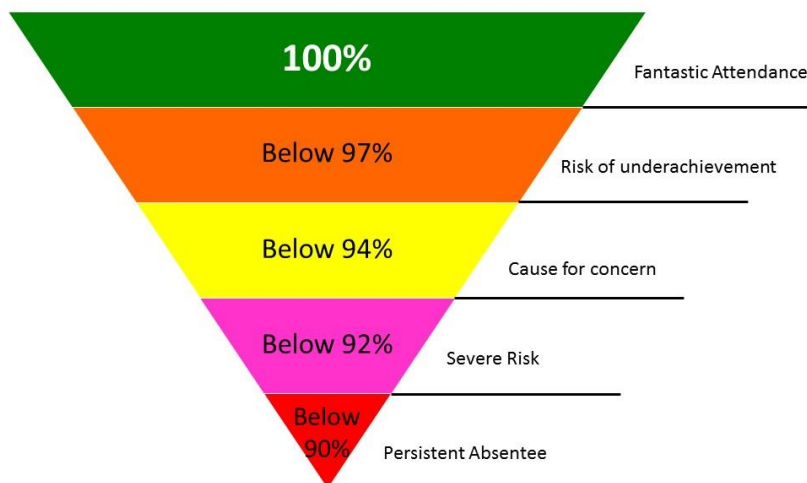 100%
Fantastic Attendance
Below 97%
Risk of underachievement
Below 94%
Cause for concern
Below 92%
Severe Risk
Below
90%
Persistent Absentee